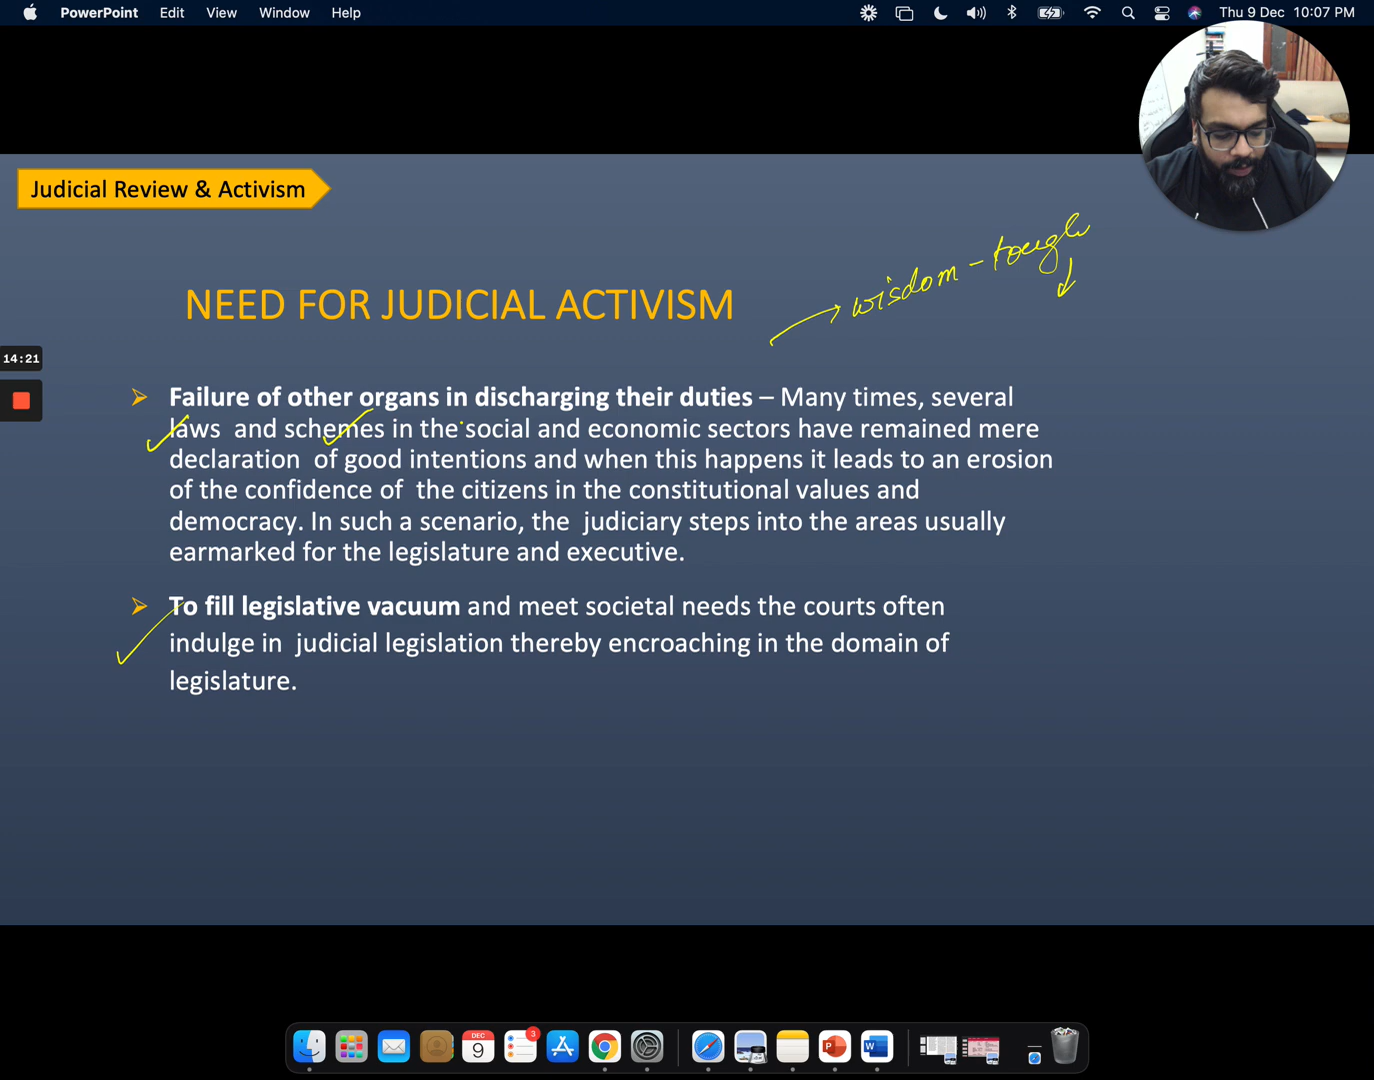 PowerPoint Edit View Window Help Thu 9 Dec 10:07 PM
Judicial Review & Activism
wisdom - tough
NEED FOR JUDICIAL ACTIVISM
14:21
Failure of other organs in discharging their duties – Many times, several
laws and schemes in the social and economic sectors have remained mere
declaration of good intentions and when this happens it leads to an erosion
of the confidence of the citizens in the constitutional values and
democracy. In such a scenario, the judiciary steps into the areas usually
earmarked for the legislature and executive.
To fill legislative vacuum and meet societal needs the courts often
indulge in judicial legislation thereby encroaching in the domain of
legislature.
DEC
9
3
P
W